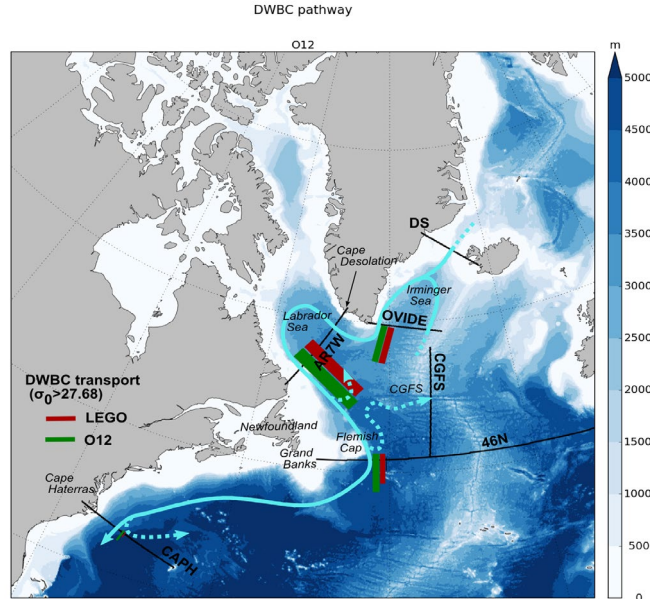 DWBC pathway
O12
m
5000
4500
4000
3500
3000
2500
2000
1500
1000
500
0
DS
Cape
Desolation
Irminger
Sea
Labrador
Sea
OVIDE
AR7W
CGFS
CGFS
DWBC transport
(σ0>27.68)
LEGO
O12
Newfoundland
Flemish
Cap
Grand
Banks
46N
Cape
Haterras
CAPH